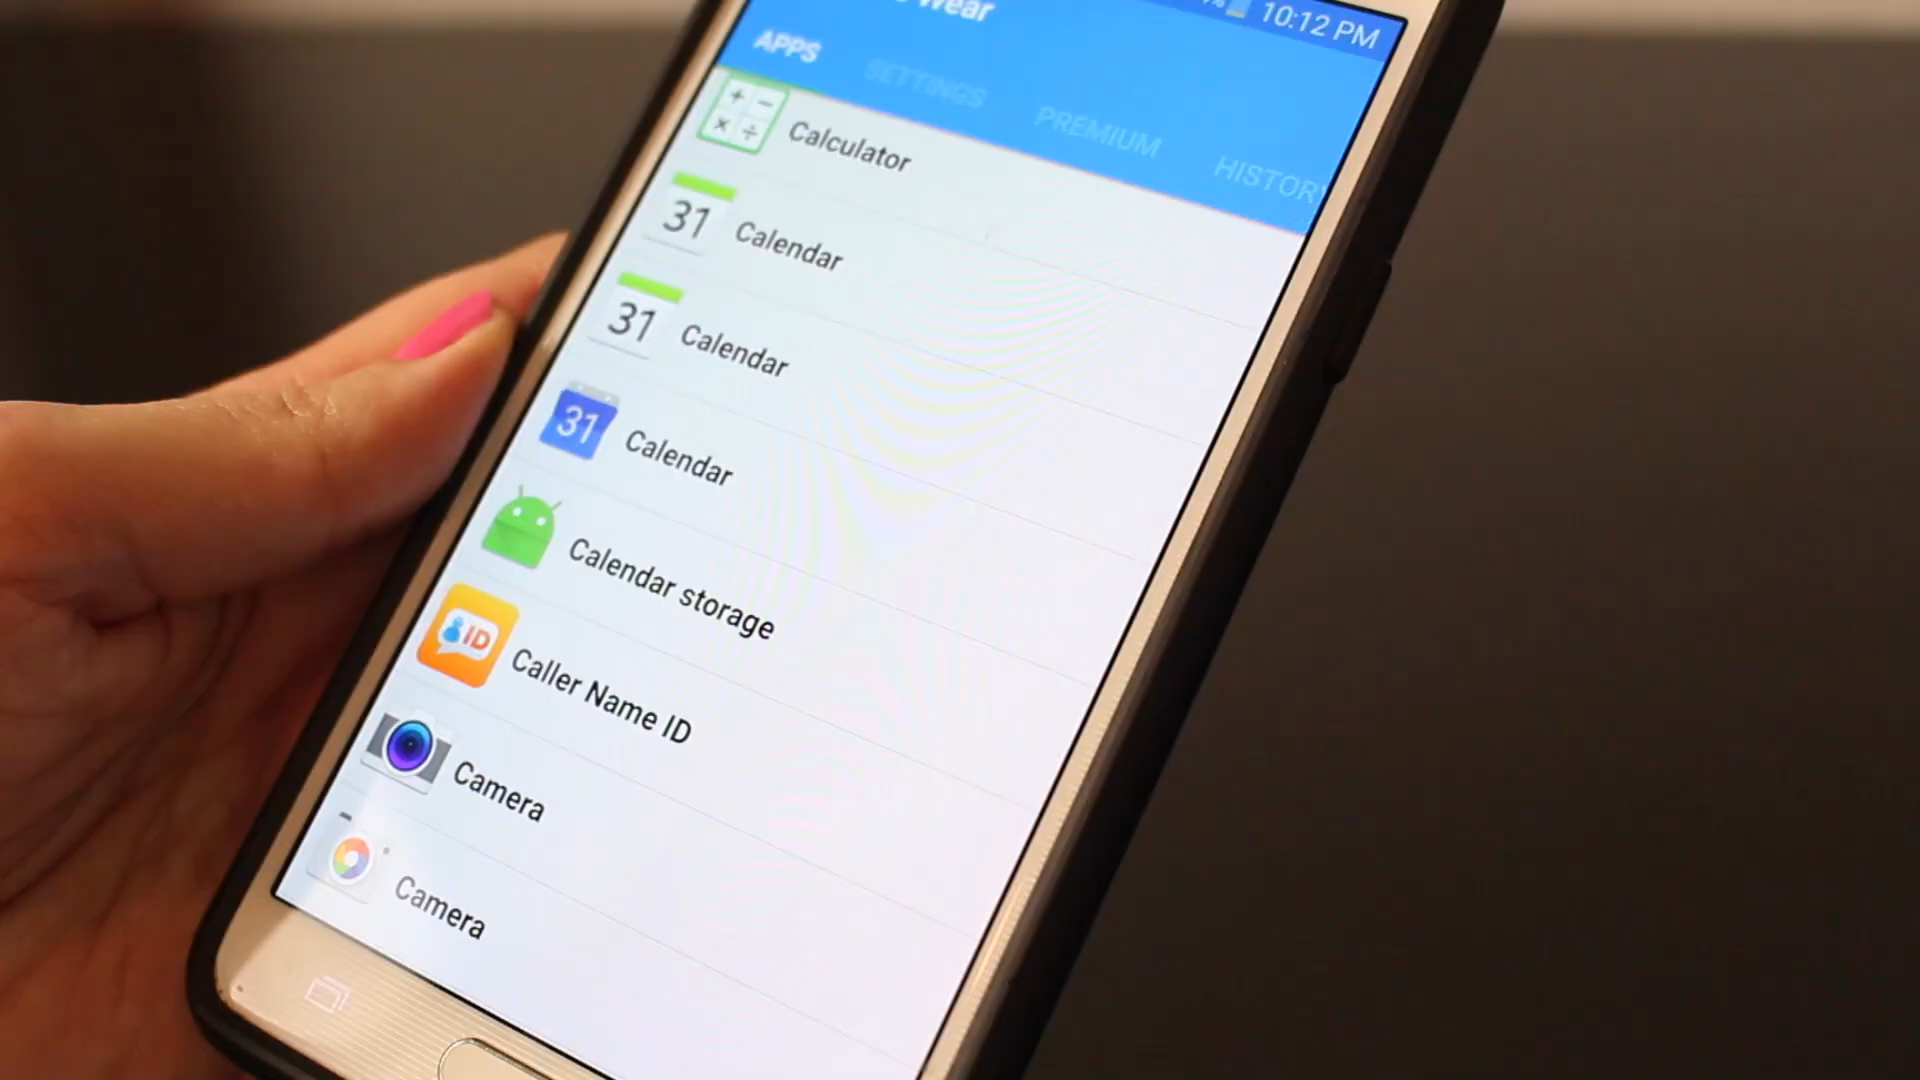 Wear
10:12 PM
APPS SETTINGS PREMIUM HISTORY
Calculator
31 Calendar
31 Calendar
31 Calendar
Calendar storage
ID Caller Name ID
Camera
Camera